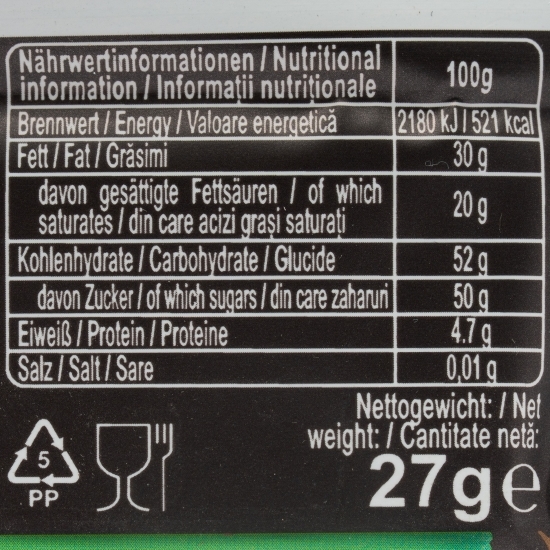 Nährwertinformationen / Nutritional
information / Informații nutriționale
100g
Brennwert / Energy / Valoare energetică
2180 kJ / 521 kcal
Fett / Fat / Grăsimi
30 g
davon gesättigte Fettsäuren / of which
saturates / din care acizi grași saturați
20 g
Kohlenhydrate / Carbohydrate / Glucide
52 g
davon Zucker / of which sugars / din care zaharuri
50 g
Eiweiß / Protein / Proteine
4.7 g
Salz / Salt / Sare
0,01 g
Nettogewicht: / Net
weight: / Cantitate netă:
27g e
5
PP